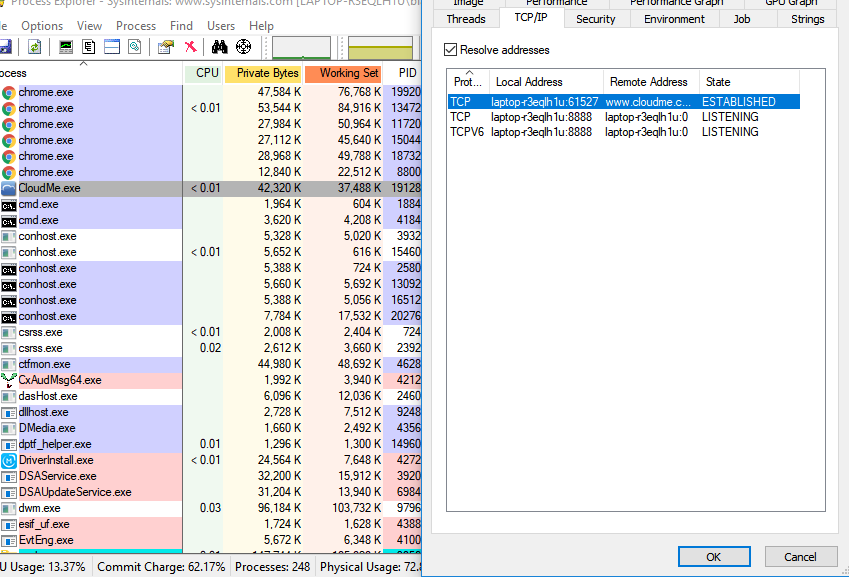 Process Explorer - Sysinternals: www.sysinternals.com [LAPTOP-R3EQLH1U\bl
Options View Process Find Users Help
ocess CPU Private Bytes Working Set PID
chrome.exe 47,584 K 76,768 K 19920
chrome.exe < 0.01 53,544 K 84,916 K 13472
chrome.exe 27,984 K 50,964 K 11720
chrome.exe 27,112 K 45,640 K 15044
chrome.exe 28,968 K 49,788 K 18732
chrome.exe 12,840 K 22,512 K 8800
CloudMe.exe < 0.01 42,320 K 37,488 K 19128
cmd.exe 1,964 K 604 K 1884
cmd.exe 3,620 K 4,208 K 4184
conhost.exe 5,328 K 5,020 K 3932
conhost.exe < 0.01 5,652 K 616 K 15460
conhost.exe 5,388 K 724 K 2580
conhost.exe 5,660 K 5,692 K 13092
conhost.exe 5,388 K 5,056 K 16512
conhost.exe 7,784 K 17,532 K 20276
csrss.exe < 0.01 2,008 K 2,404 K 724
csrss.exe 0.02 2,612 K 3,660 K 2392
ctfmon.exe 44,980 K 48,692 K 4628
CxAudMsg64.exe 1,992 K 3,940 K 4212
dasHost.exe 6,096 K 12,036 K 2460
dllhost.exe 2,728 K 7,512 K 9248
DMedia.exe 1,660 K 2,492 K 4356
dptf_helper.exe 0.01 1,296 K 1,300 K 14960
DriverInstall.exe < 0.01 24,564 K 7,648 K 4272
DSAService.exe 32,200 K 15,912 K 3920
DSAUpdateService.exe 31,204 K 13,940 K 6984
dwm.exe 0.03 96,184 K 103,732 K 9796
esif_uf.exe 1,724 K 1,628 K 4388
EvtEng.exe 5,672 K 6,348 K 4100
U Usage: 13.37% Commit Charge: 62.17% Processes: 248 Physical Usage: 72.8
Image Performance Performance Graph GPU Graph
Threads TCP/IP Security Environment Job Strings
Resolve addresses
Prot... Local Address Remote Address State
TCP laptop-r3eqlh1u:61527 www.cloudme.c... ESTABLISHED
TCP laptop-r3eqlh1u:8888 laptop-r3eqlh1u:0 LISTENING
TCPV6 laptop-r3eqlh1u:8888 laptop-r3eqlh1u:0 LISTENING
OK Cancel